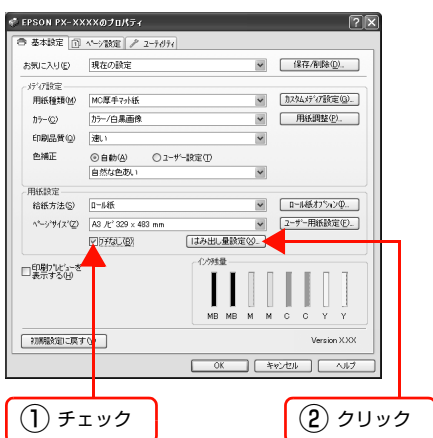 EPSON PX-XXXXのプロパティ
基本設定 ページ設定 ユーティリティ
お気に入り(E) 現在の設定 保存/削除(D)...
メディア設定
用紙種類(M) MC厚手マット紙 カスタムメディア設定(G)...
カラー(C) カラー/白黒画像 用紙調整(P)...
印刷品質(Q) 速い
色補正 自動(A) ユーザー設定(T)
自然な色あい
用紙設定
給紙方法(S) ロール紙 ロール紙オプション(J)...
ページサイズ(Z) A3 ノビ 329 x 483 mm ユーザー用紙設定(F)...
フチなし(B) はみ出し量設定(X)...
印刷プレビューを
表示する(H)
インク残量
MB MB M M C C Y Y
初期設定に戻す(Y) Version X.XX
OK キャンセル ヘルプ
① チェック
② クリック